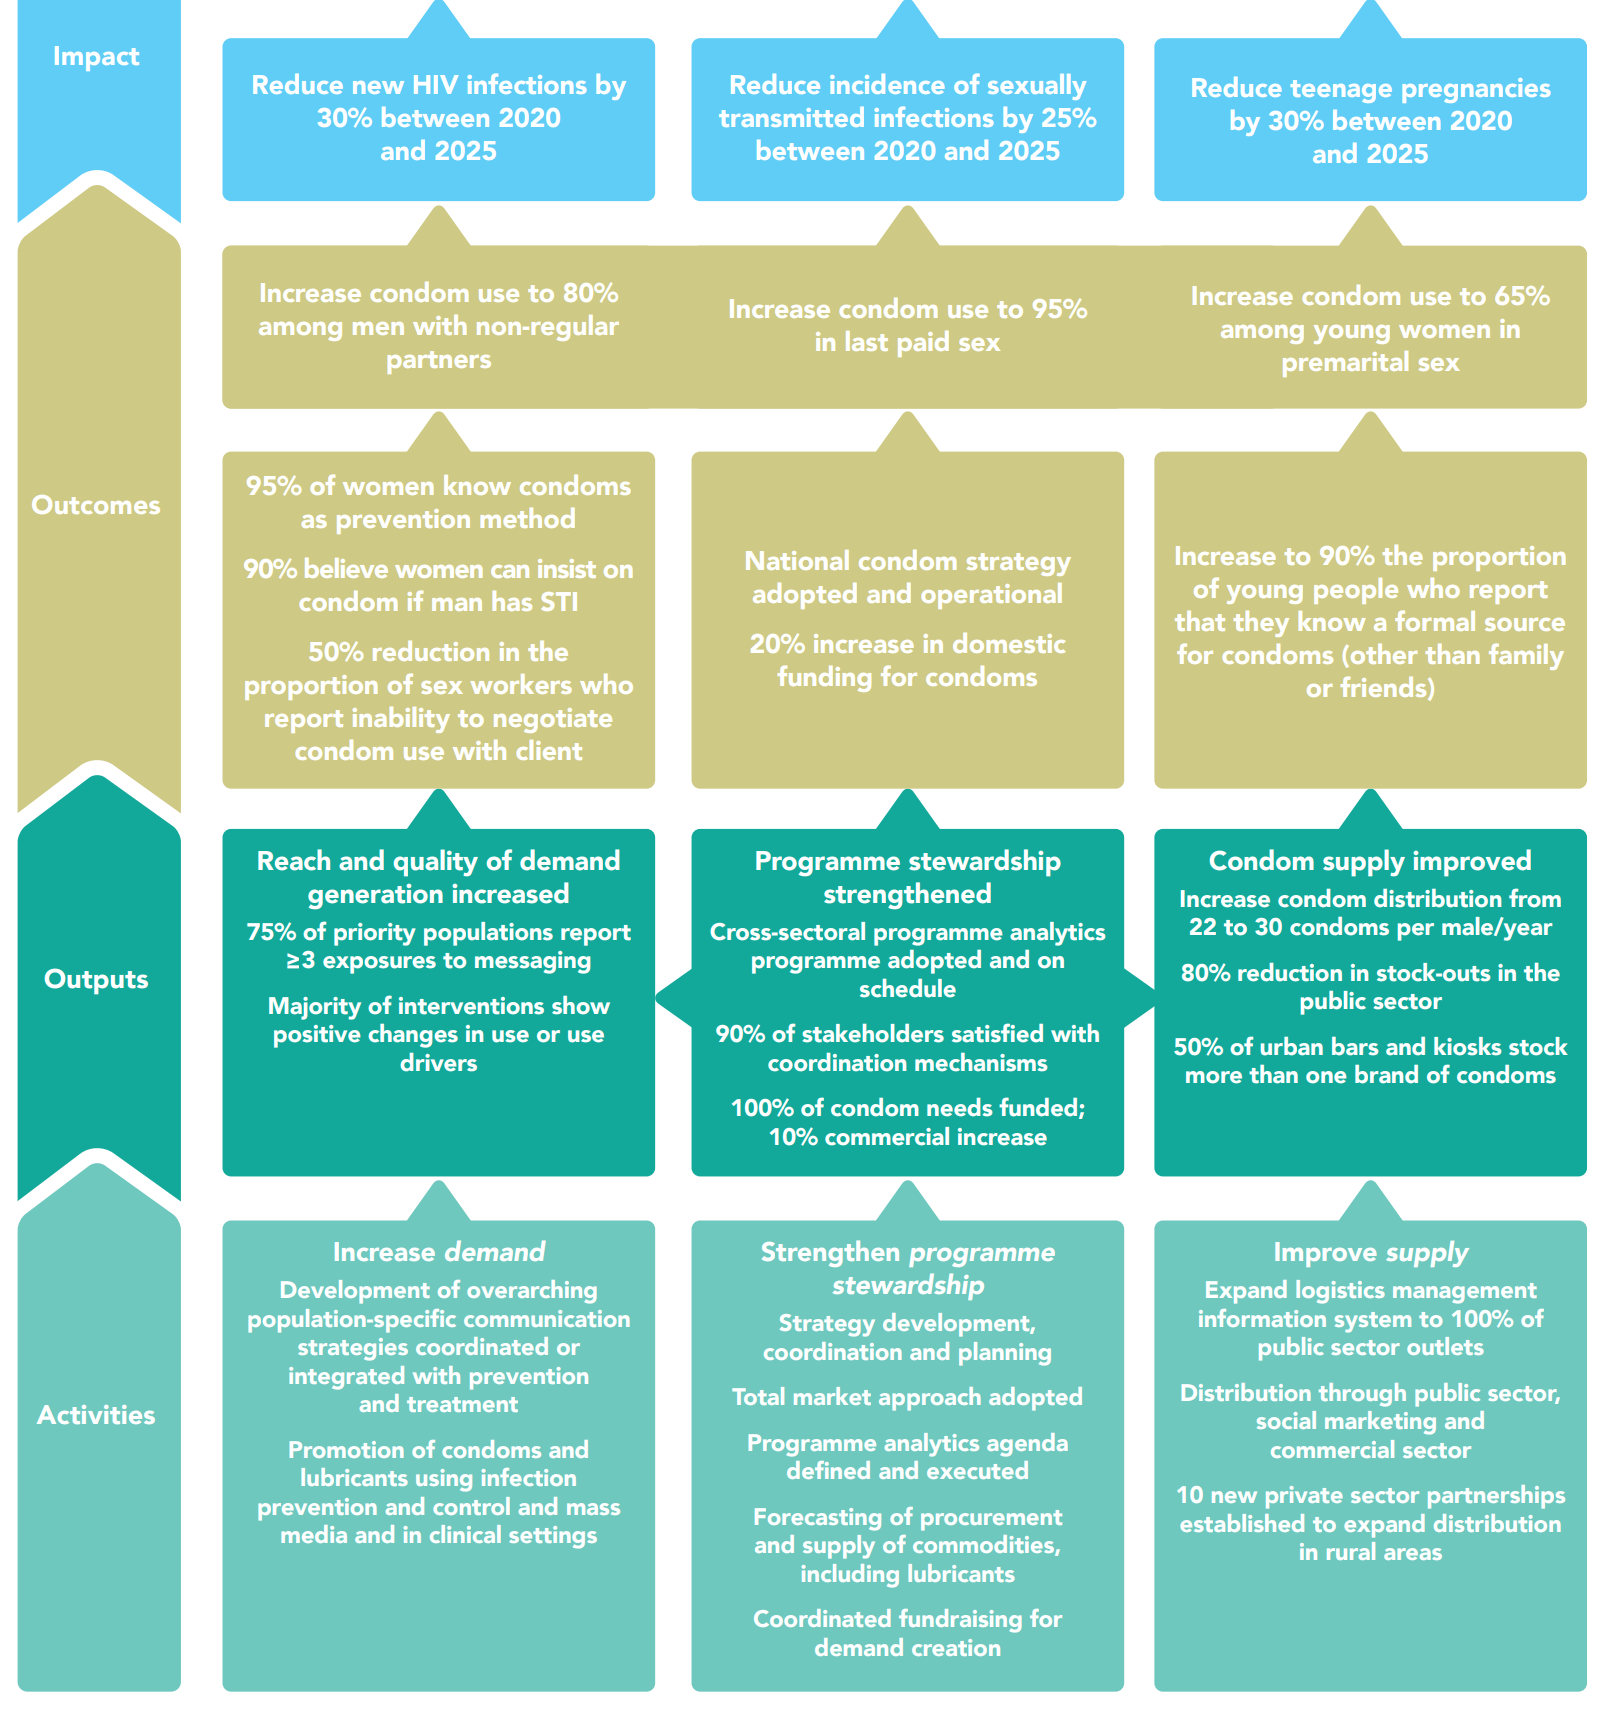 Impact
Reduce new HIV infections by
30% between 2020
and 2025
Reduce incidence of sexually
transmitted infections by 25%
between 2020 and 2025
Reduce teenage pregnancies
by 30% between 2020
and 2025
Outcomes
Increase condom use to 80%
among men with non-regular
partners
Increase condom use to 95%
in last paid sex
Increase condom use to 65%
among young women in
premarital sex
95% of women know condoms
as prevention method
90% believe women can insist on
condom if man has STI
50% reduction in the
proportion of sex workers who
report inability to negotiate
condom use with client
National condom strategy
adopted and operational
20% increase in domestic
funding for condoms
Increase to 90% the proportion
of young people who report
that they know a formal source
for condoms (other than family
or friends)
Outputs
Reach and quality of demand
generation increased
75% of priority populations report
≥3 exposures to messaging
Majority of interventions show
positive changes in use or use
drivers
Programme stewardship
strengthened
Cross-sectoral programme analytics
programme adopted and on
schedule
90% of stakeholders satisfied with
coordination mechanisms
100% of condom needs funded;
10% commercial increase
Condom supply improved
Increase condom distribution from
22 to 30 condoms per male/year
80% reduction in stock-outs in the
public sector
50% of urban bars and kiosks stock
more than one brand of condoms
Activities
Increase demand
Development of overarching
population-specific communication
strategies coordinated or
integrated with prevention
and treatment
Promotion of condoms and
lubricants using infection
prevention and control and mass
media and in clinical settings
Strengthen programme
stewardship
Strategy development,
coordination and planning
Total market approach adopted
Programme analytics agenda
defined and executed
Forecasting of procurement
and supply of commodities,
including lubricants
Coordinated fundraising for
demand creation
Improve supply
Expand logistics management
information system to 100% of
public sector outlets
Distribution through public sector,
social marketing and
commercial sector
10 new private sector partnerships
established to expand distribution
in rural areas